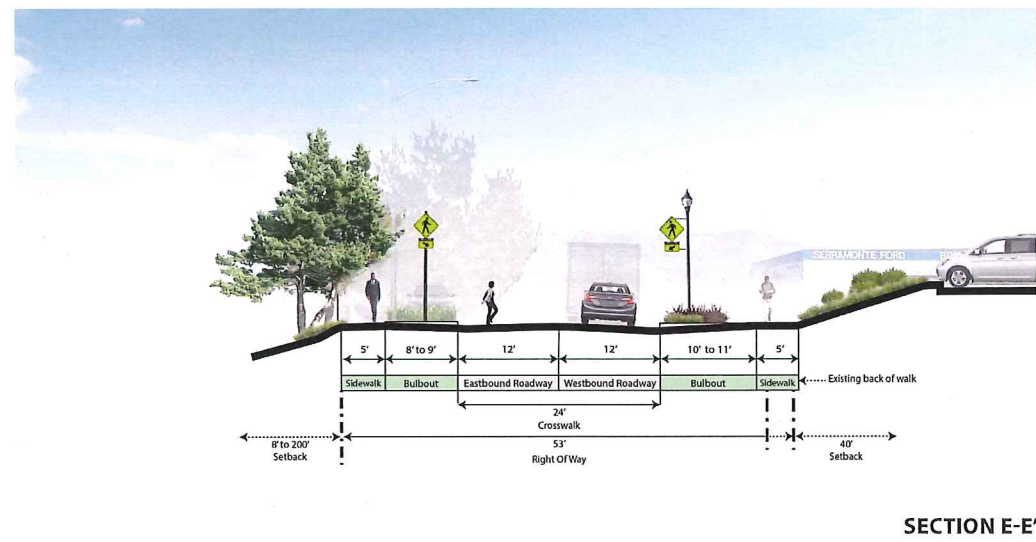 SERRAMONTE FORD
5' 8' to 9' 12' 12' 10' to 11' 5'
Sidewalk Bulbout Eastbound Roadway Westbound Roadway Bulbout Sidewalk
Existing back of walk
24'
Crosswalk
8' to 200'
Setback
53'
Right Of Way
40'
Setback
SECTION E-E'